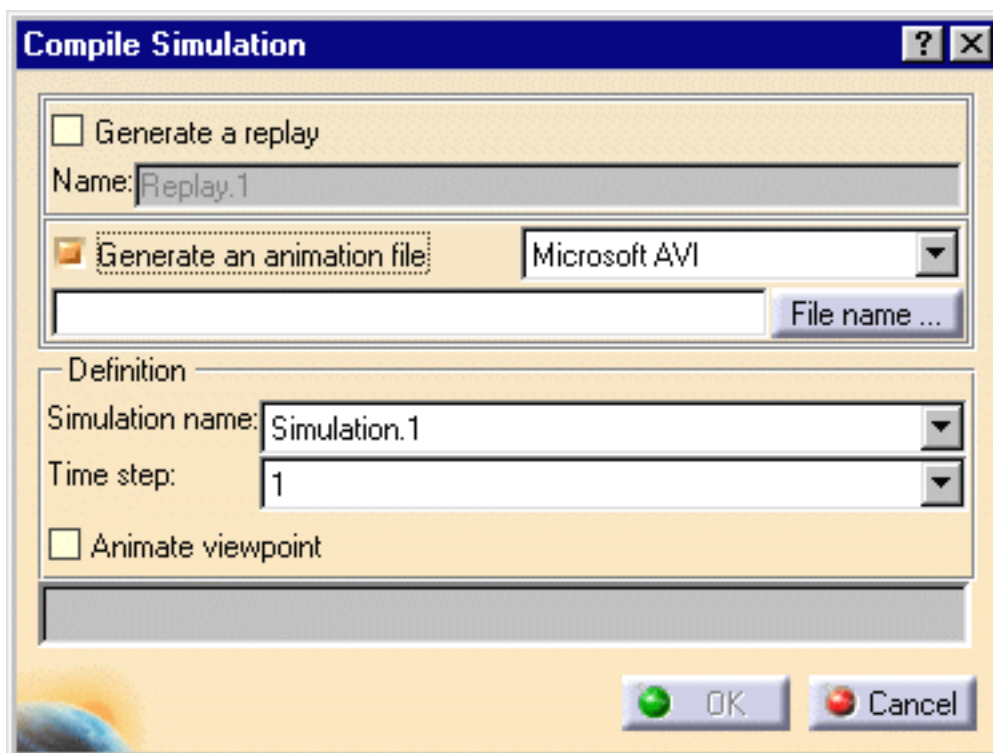 Compile Simulation ?
Generate a replay
Name: Replay.1
Generate an animation file Microsoft AVI
File name ...
Definition
Simulation name: Simulation.1
Time step: 1
Animate viewpoint
OK Cancel